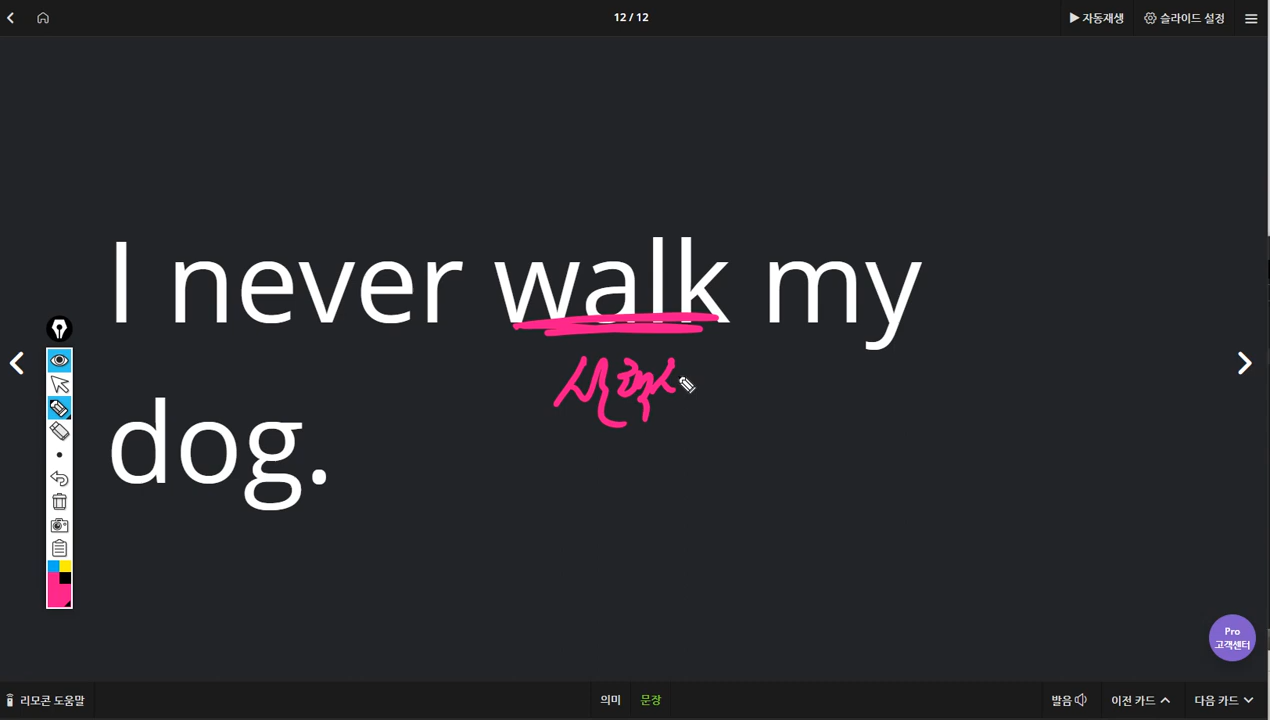 12 / 12
자동재생
슬라이드 설정
I never walk my
dog.
Pro
고객센터
리모콘 도움말
의미
문장
발음
이전 카드
다음 카드